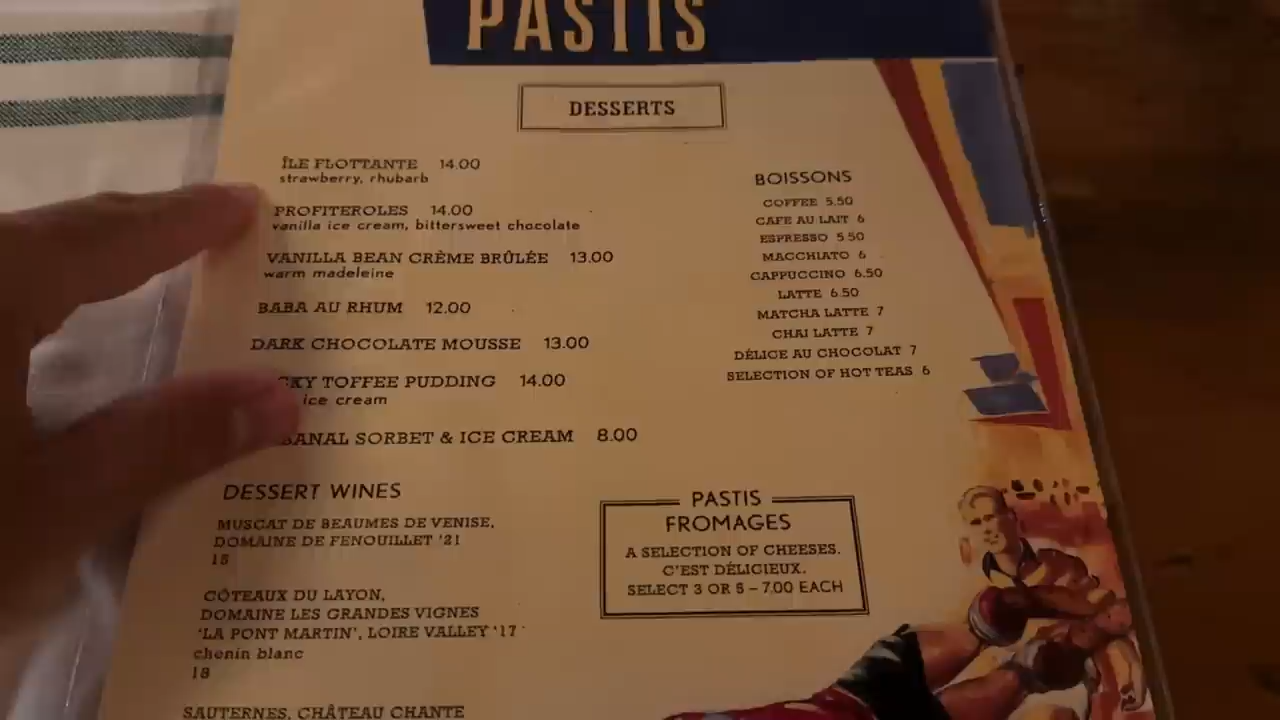 PASTIS
DESSERTS
ÎLE FLOTTANTE 14.00
strawberry, rhubarb
PROFITEROLES 14.00
vanilla ice cream, bittersweet chocolate
VANILLA BEAN CRÈME BRÛLÉE 13.00
warm madeleine
BABA AU RHUM 12.00
DARK CHOCOLATE MOUSSE 13.00
TOFFEE PUDDING 14.00
ice cream
SORBET & ICE CREAM 8.00
BOISSONS
COFFEE 5.50
CAFE AU LAIT 6
ESPRESSO 5.50
MACCHIATO 6
CAPPUCCINO 6.50
LATTE 6.50
MATCHA LATTE 7
CHAI LATTE 7
DÉLICE AU CHOCOLAT 7
SELECTION OF HOT TEAS 6
DESSERT WINES
MUSCAT DE BEAUMES DE VENISE,
DOMAINE DE FENOUILLET '21
18
CÔTEAUX DU LAYON,
DOMAINE LES GRANDES VIGNES
'LA PONT MARTIN', LOIRE VALLEY '17
chenin blanc
18
SAUTERNES, CHÂTEAU CHANTE
PASTIS
FROMAGES
A SELECTION OF CHEESES.
C'EST DÉLICIEUX.
SELECT 3 OR 5 – 7.00 EACH